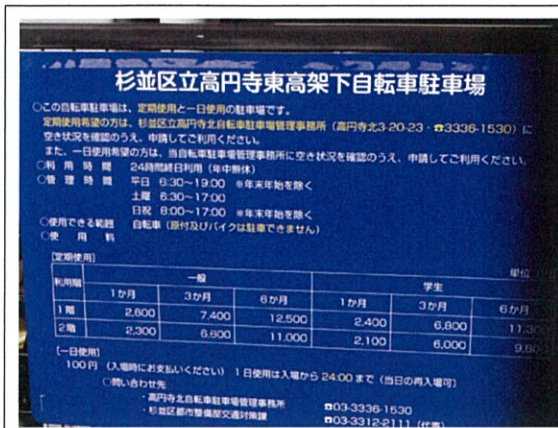 杉並区立高円寺東高架下自転車駐車場
○この自転車駐車場は、定期使用と一日使用の駐車場です。
定期使用希望の方は、杉並区立高円寺北自転車駐車場管理事務所（高円寺北3-20-23・☎3336-1530）に
空き状況を確認のうえ、申請してご利用ください。
また、一日使用希望の方は、当自転車駐車場管理事務所に空き状況を確認のうえ、申請してご利用ください。
○利用時間 24時間終日利用（年中無休）
○管理時間 平日 6:30〜19:00 ※年末年始を除く
土曜 6:30〜17:00
日祝 8:00〜17:00 ※年末年始を除く
○使用できる範囲 自転車（原付及びバイクは駐車できません）
○使用料
[定期使用] 単位
利用階 一般 学生
1か月 3か月 6か月 1か月 3か月 6か月
1階 2,600 7,400 12,500 2,400 6,800 11,30
2階 2,300 6,600 11,000 2,100 6,000 9,80
[一日使用]
100円（入場時にお支払いください） 1日使用は入場から24:00まで（当日の再入場可）
○問い合わせ先
・高円寺北自転車駐車場管理事務所 ☎03-3336-1530
・杉並区都市整備部交通対策課 ☎03-3312-2111（代表）